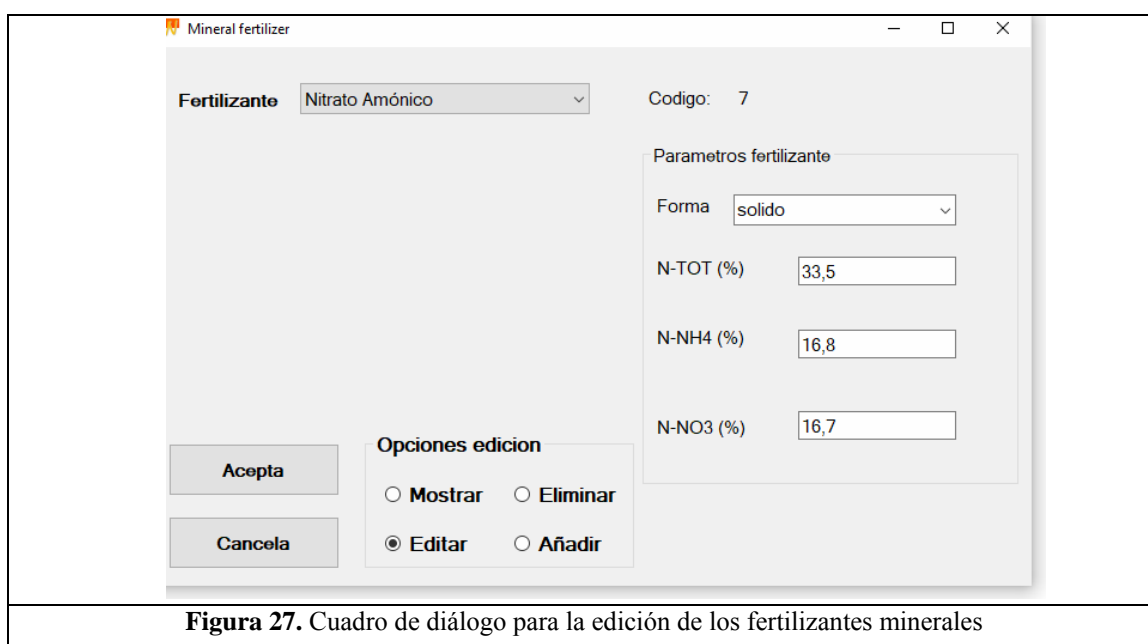 Mineral fertilizer
Fertilizante Nitrato Amónico Codigo: 7
Parametros fertilizante
Forma solido
N-TOT (%) 33,5
N-NH4 (%) 16,8
N-NO3 (%) 16,7
Opciones edicion
Acepta
Mostrar Eliminar
Cancela
Editar Añadir
Figura 27. Cuadro de diálogo para la edición de los fertilizantes minerales